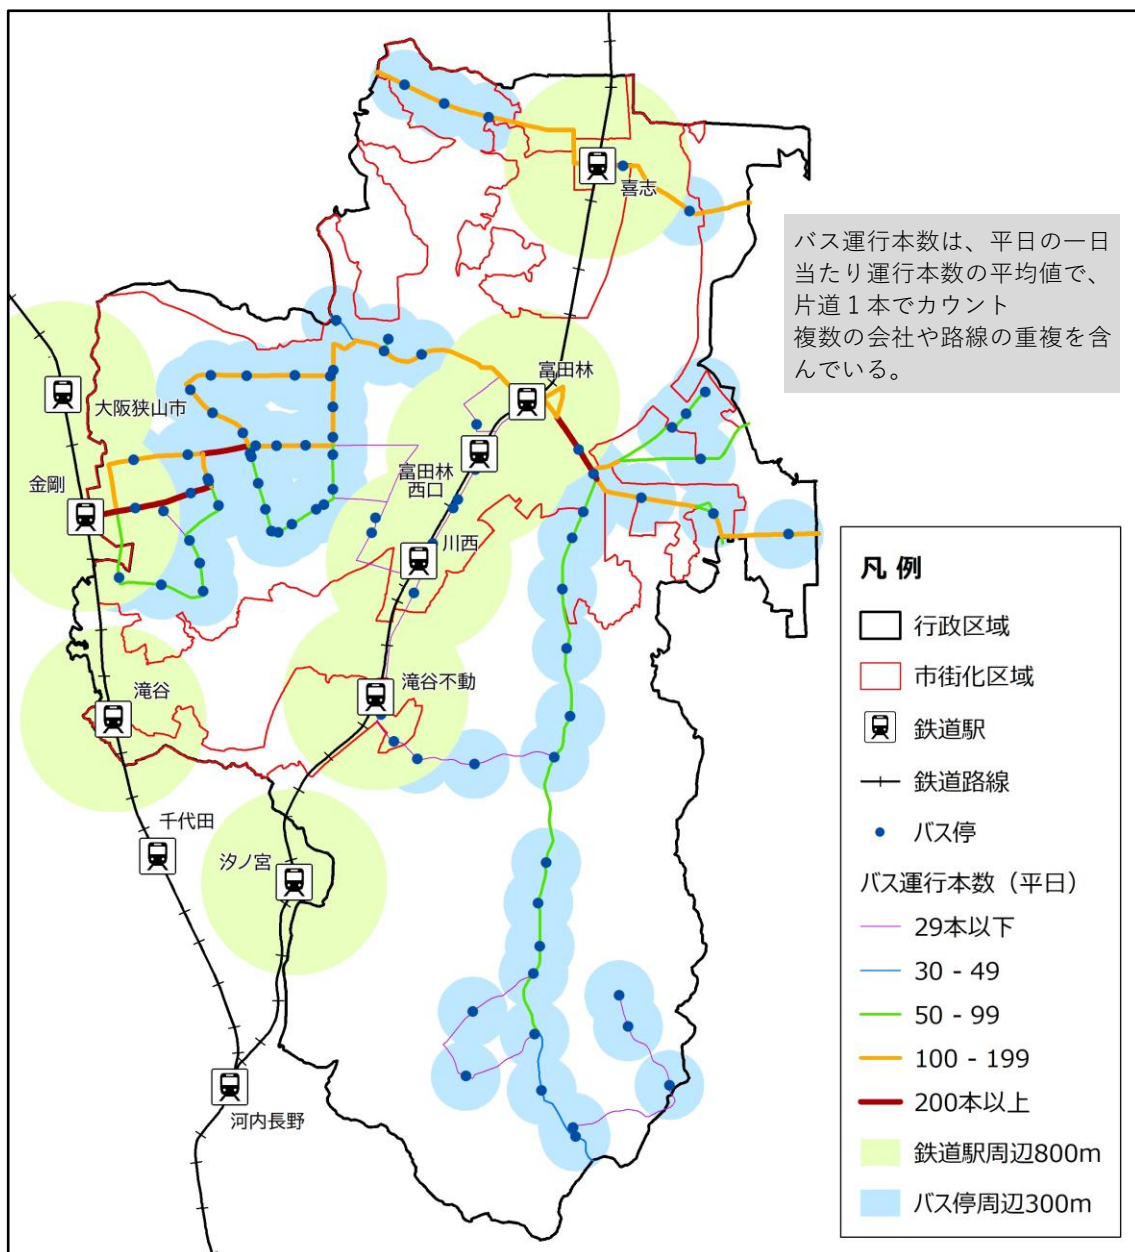 喜志
バス運行本数は、平日の一日
当たり運行本数の平均値で、
片道１本でカウント
複数の会社や路線の重複を含
んでいる。
富田林
大阪狭山市
富田林
西口
金剛
川西
滝谷不動
滝谷
千代田
汐ノ宮
河内長野
凡 例
行政区域
市街化区域
鉄道駅
鉄道路線
バス停
バス運行本数（平日）
29本以下
30 - 49
50 - 99
100 - 199
200本以上
鉄道駅周辺800m
バス停周辺300m